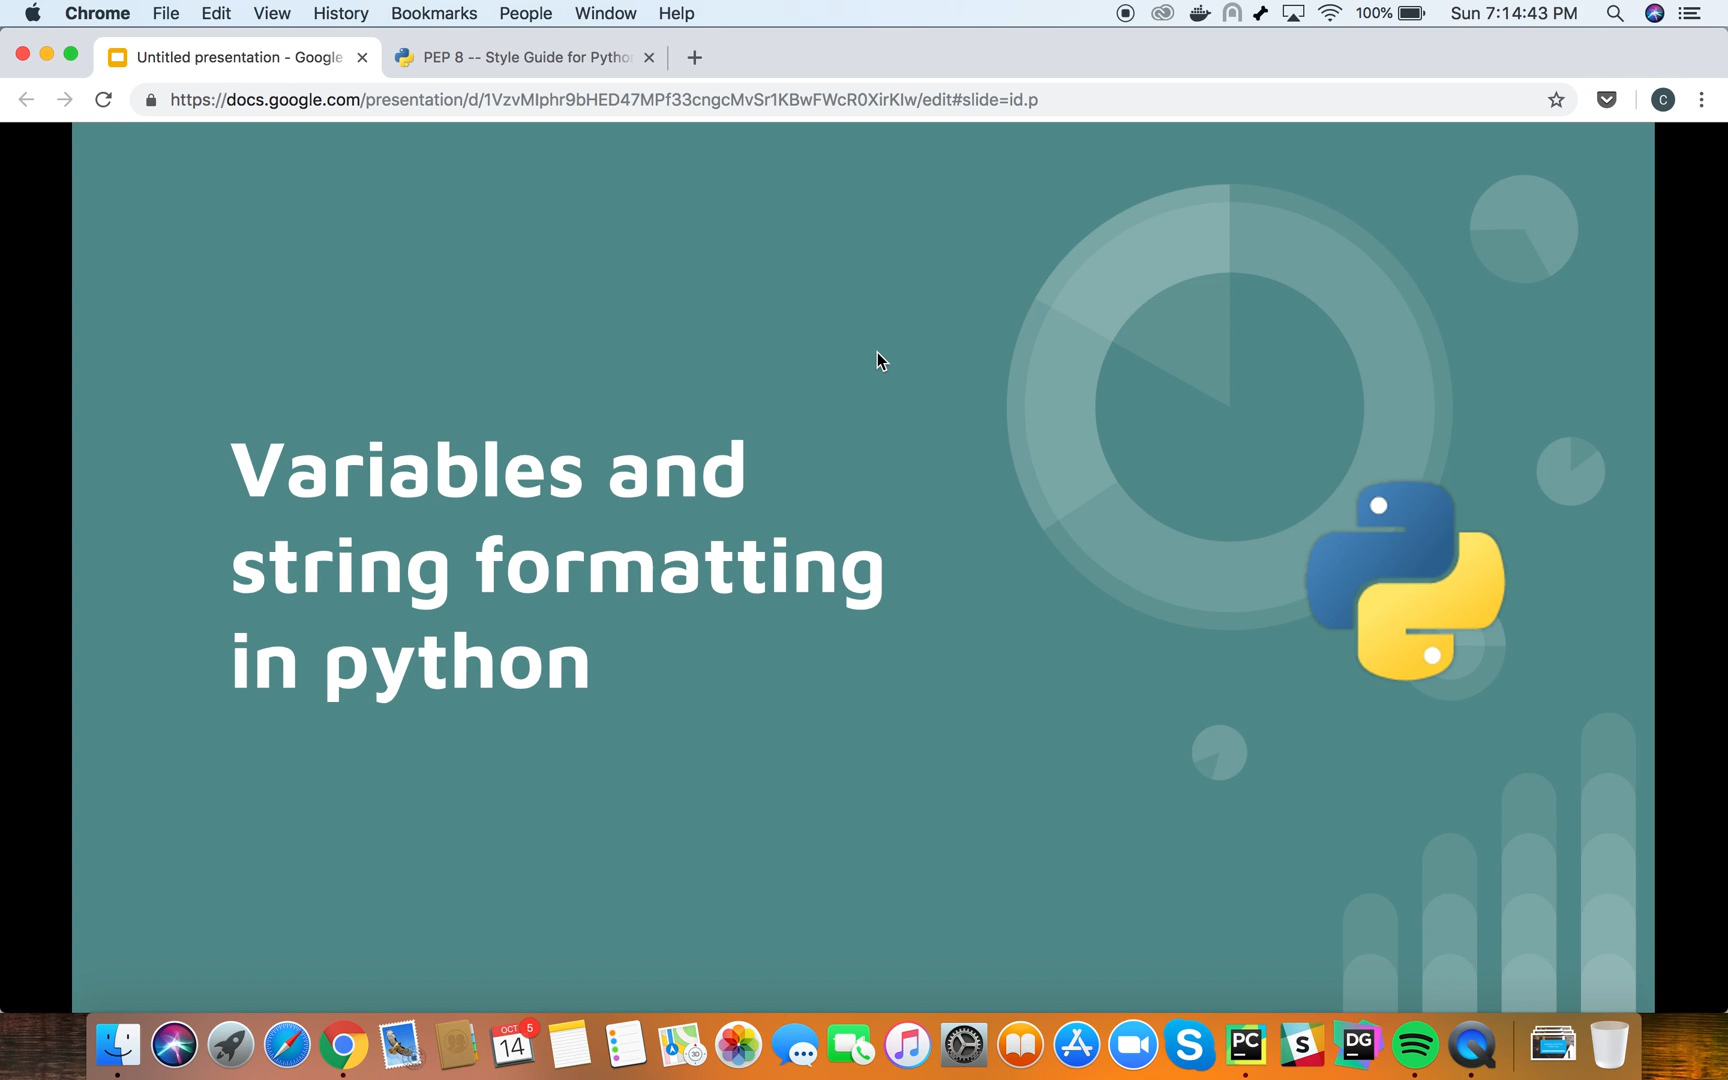 Chrome File Edit View History Bookmarks People Window Help 100% Sun 7:14:43 PM
Untitled presentation - Google PEP 8 -- Style Guide for Pytho
https://docs.google.com/presentation/d/1VzvMIphr9bHED47MPf33cngcMvSr1KBwFWcR0XirKIw/edit#slide=id.p C
Variables and
string formatting
in python
OCT 5
14
3D
PC
DG